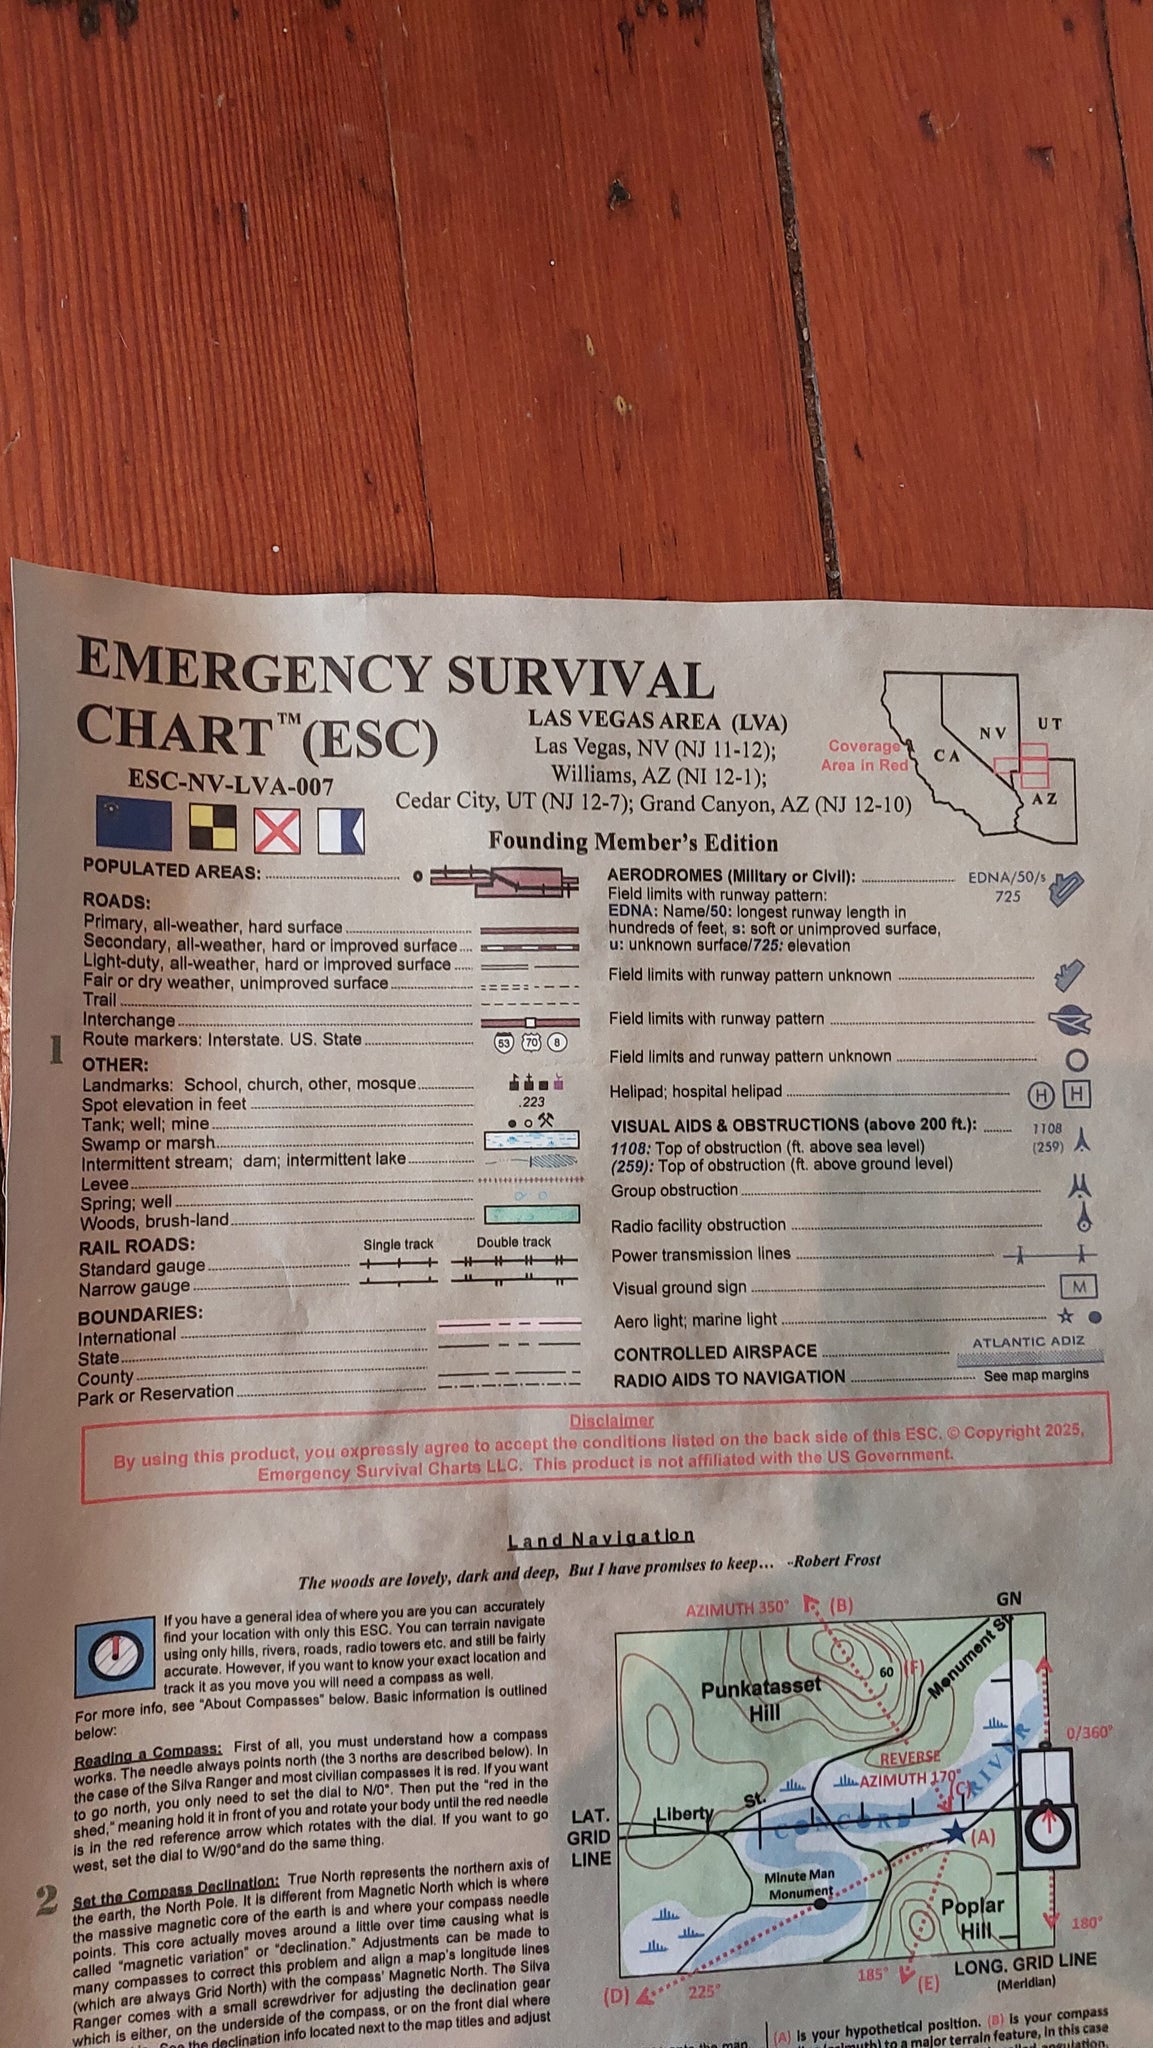 EMERGENCY SURVIVAL
CHART™ (ESC)
ESC-NV-LVA-007
LAS VEGAS AREA (LVA)
Las Vegas, NV (NJ 11-12);
Williams, AZ (NI 12-1);
Cedar City, UT (NJ 12-7); Grand Canyon, AZ (NJ 12-10)
Founding Member's Edition
Coverage
Area in Red
CA
NV
UT
AZ
1
POPULATED AREAS:
ROADS:
Primary, all-weather, hard surface
Secondary, all-weather, hard or improved surface
Light-duty, all-weather, hard or improved surface
Fair or dry weather, unimproved surface
Trail
Interchange
Route markers: Interstate. US. State
53 70 8
OTHER:
Landmarks: School, church, other, mosque
Spot elevation in feet
.223
Tank; well; mine
Swamp or marsh
Intermittent stream; dam; intermittent lake
Levee
Spring; well
Woods, brush-land
RAIL ROADS: Single track Double track
Standard gauge
Narrow gauge
BOUNDARIES:
International
State
County
Park or Reservation
AERODROMES (Military or Civil):
EDNA/50/s
725
Field limits with runway pattern:
EDNA: Name/50: longest runway length in
hundreds of feet, s: soft or unimproved surface,
u: unknown surface/725: elevation
Field limits with runway pattern unknown
Field limits with runway pattern
Field limits and runway pattern unknown
Helipad; hospital helipad
H H
VISUAL AIDS & OBSTRUCTIONS (above 200 ft.):
1108
(259)
1108: Top of obstruction (ft. above sea level)
(259): Top of obstruction (ft. above ground level)
Group obstruction
Radio facility obstruction
Power transmission lines
Visual ground sign
M
Aero light; marine light
CONTROLLED AIRSPACE
ATLANTIC ADIZ
RADIO AIDS TO NAVIGATION
See map margins
Disclaimer
By using this product, you expressly agree to accept the conditions listed on the back side of this ESC. © Copyright 2025,
Emergency Survival Charts LLC. This product is not affiliated with the US Government.
Land Navigation
The woods are lovely, dark and deep, But I have promises to keep... -Robert Frost
If you have a general idea of where you are you can accurately
find your location with only this ESC. You can terrain navigate
using only hills, rivers, roads, radio towers etc. and still be fairly
accurate. However, if you want to know your exact location and
track it as you move you will need a compass as well.
For more info, see "About Compasses" below. Basic information is outlined
below:
Reading a Compass: First of all, you must understand how a compass
works. The needle always points north (the 3 norths are described below). In
the case of the Silva Ranger and most civilian compasses it is red. If you want
to go north, you only need to set the dial to N/0°. Then put the "red in the
shed," meaning hold it in front of you and rotate your body until the red needle
is in the red reference arrow which rotates with the dial. If you want to go
west, set the dial to W/90°and do the same thing.
2
Set the Compass Declination: True North represents the northern axis of
the earth, the North Pole. It is different from Magnetic North which is where
the massive magnetic core of the earth is and where your compass needle
points. This core actually moves around a little over time causing what is
called "magnetic variation" or "declination." Adjustments can be made to
many compasses to correct this problem and align a map's longitude lines
(which are always Grid North) with the compass' Magnetic North. The Silva
Ranger comes with a small screwdriver for adjusting the declination gear
which is either, on the underside of the compass, or on the front dial where
the declination info located next to the map titles and adjust
AZIMUTH 350° (B)
GN
Punkatasset
Hill
60
(F)
Monument St.
REVERSE
AZIMUTH 170°
(C)
0/360°
LAT.
GRID
LINE
Liberty St.
CONCORD RIVER
(A)
Minute Man
Monument
Poplar
Hill
180°
185°
(E)
(D)
225°
LONG. GRID LINE
(Meridian)
(A) is your hypothetical position. (B) is your compass
to a major terrain feature, in this case